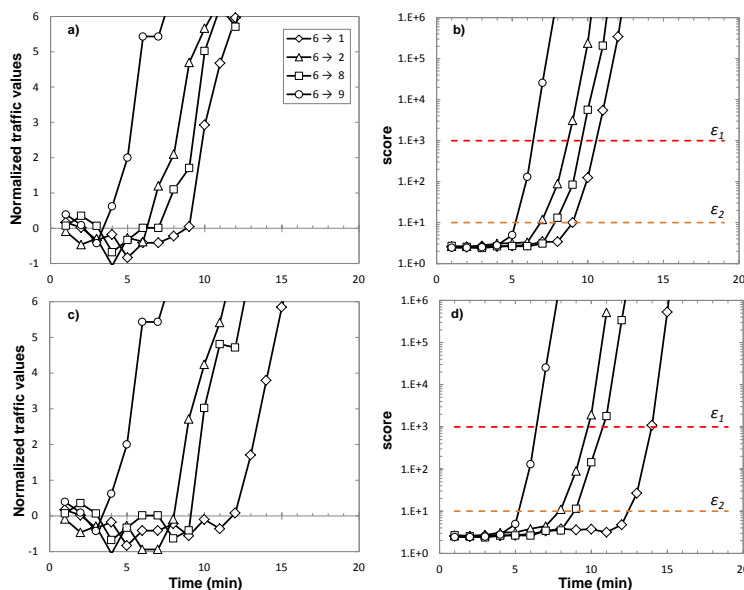 a)
6 → 1
6 → 2
6 → 8
6 → 9
Normalized traffic values
6
5
4
3
2
1
0
-1
0 5 10 15 20
b)
score
1.E+6
1.E+5
1.E+4
1.E+3
1.E+2
1.E+1
1.E+0
ε1
ε2
0 5 10 15 20
c)
Normalized traffic values
6
5
4
3
2
1
0
-1
0 5 10 15 20
Time (min)
d)
score
1.E+6
1.E+5
1.E+4
1.E+3
1.E+2
1.E+1
1.E+0
ε1
ε2
0 5 10 15 20
Time (min)